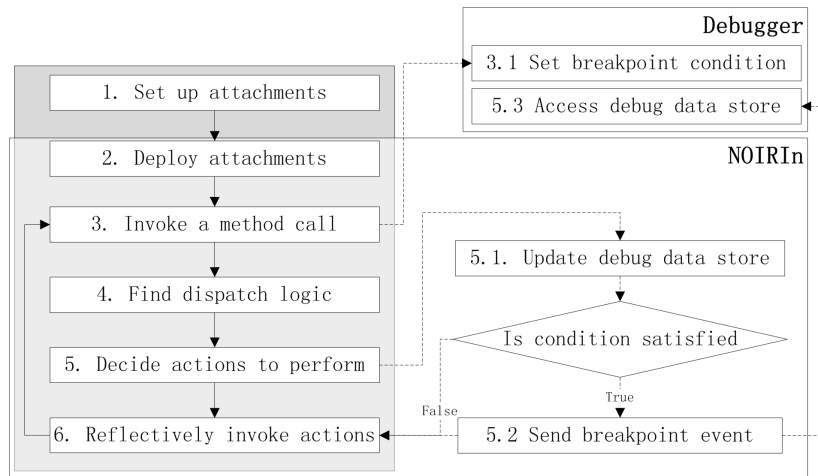 Debugger
3.1 Set breakpoint condition
5.3 Access debug data store
1. Set up attachments
NOIRIn
2. Deploy attachments
3. Invoke a method call
4. Find dispatch logic
5. Decide actions to perform
6. Reflectively invoke actions
5.1. Update debug data store
Is condition satisfied
True
False
5.2 Send breakpoint event